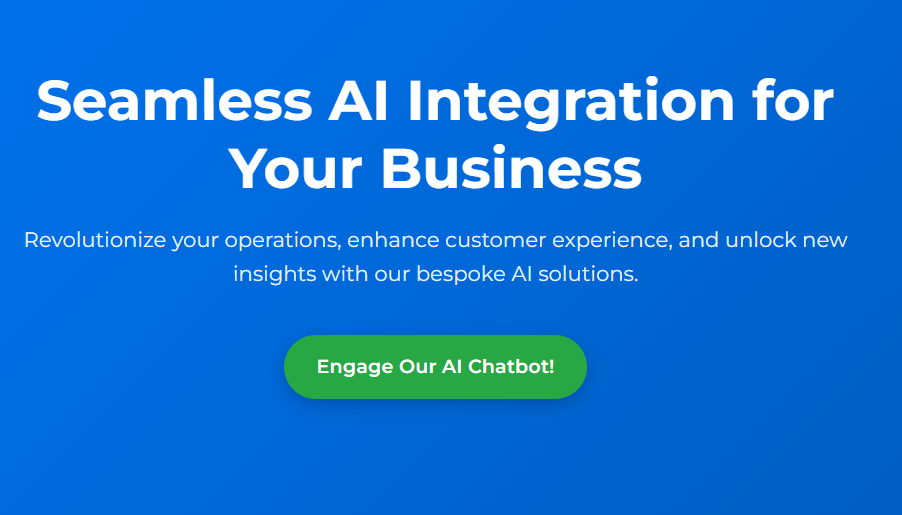 Seamless AI Integration for
Your Business
Revolutionize your operations, enhance customer experience, and unlock new
insights with our bespoke AI solutions.
Engage Our AI Chatbot!